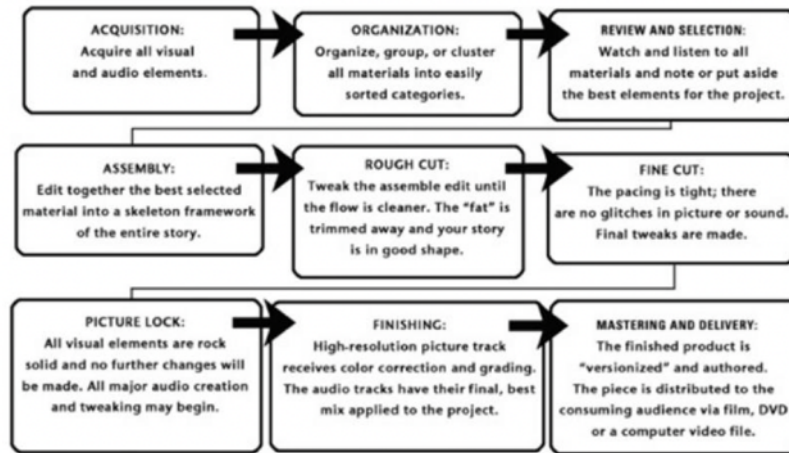 ACQUISITION:
Acquire all visual
and audio elements.
ORGANIZATION:
Organize, group, or cluster
all materials into easily
sorted categories.
REVIEW AND SELECTION:
Watch and listen to all
materials and note or put aside
the best elements for the project.
ASSEMBLY:
Edit together the best selected
material into a skeleton framework
of the entire story.
ROUGH CUT:
Tweak the assemble edit until
the flow is cleaner. The “fat” is
trimmed away and your story
is in good shape.
FINE CUT:
The pacing is tight; there
are no glitches in picture or sound.
Final tweaks are made.
PICTURE LOCK:
All visual elements are rock
solid and no further changes will
be made. All major audio creation
and tweaking may begin.
FINISHING:
High-resolution picture track
receives color correction and grading.
The audio tracks have their final, best
mix applied to the project.
MASTERING AND DELIVERY:
The finished product is
“versionized” and authored.
The piece is distributed to the
consuming audience via film, DVD
or a computer video file.